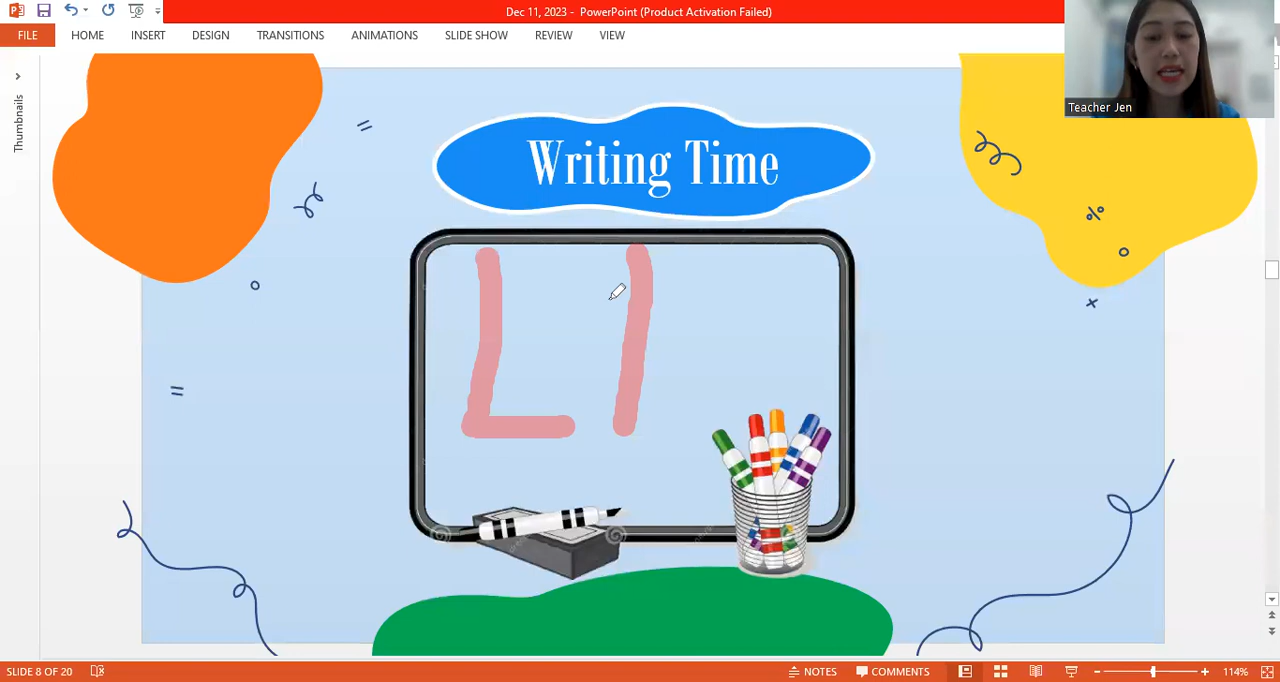 Dec 11, 2023 - PowerPoint (Product Activation Failed)
FILE HOME INSERT DESIGN TRANSITIONS ANIMATIONS SLIDE SHOW REVIEW VIEW
Teacher Jen
Thumbnails
Writing Time
Ll
SLIDE 8 OF 20 NOTES COMMENTS 114%